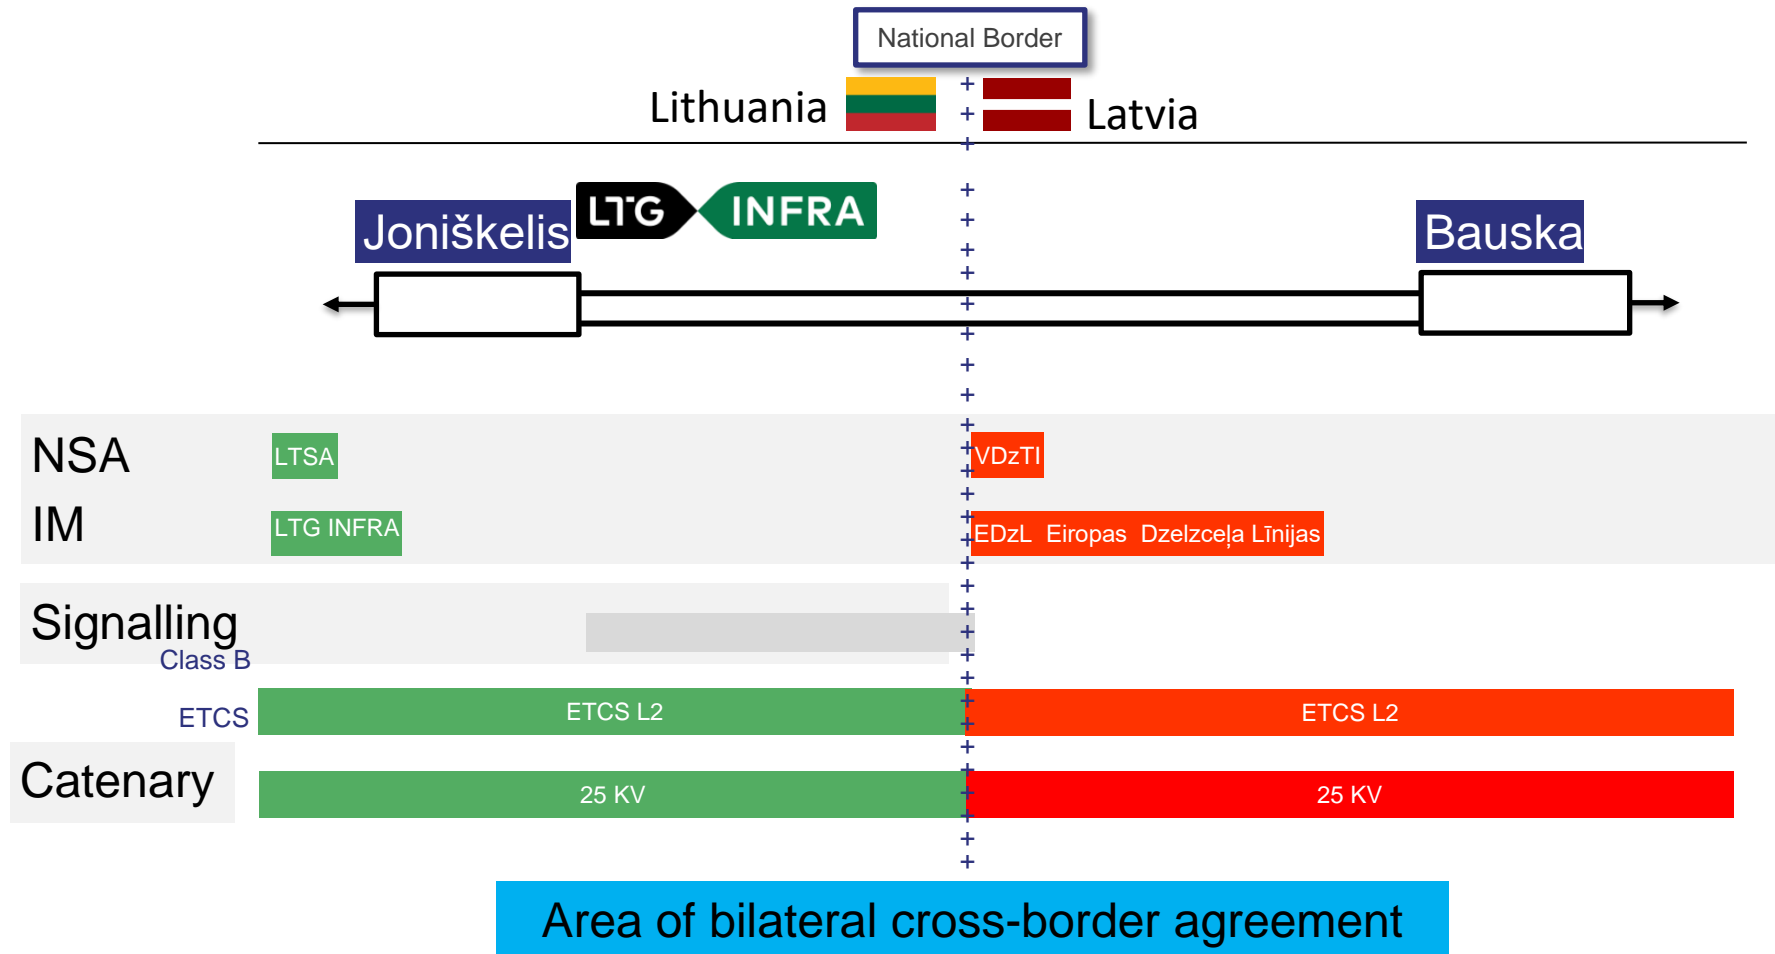 National Border
Lithuania
Latvia
LTG INFRA
Joniškelis
Bauska
NSA
LTSA
VDzTI
IM
LTG INFRA
EDzL Eiropas Dzelzceļa Līnijas
Signalling
Class B
ETCS
ETCS L2
ETCS L2
Catenary
25 KV
25 KV
Area of bilateral cross-border agreement